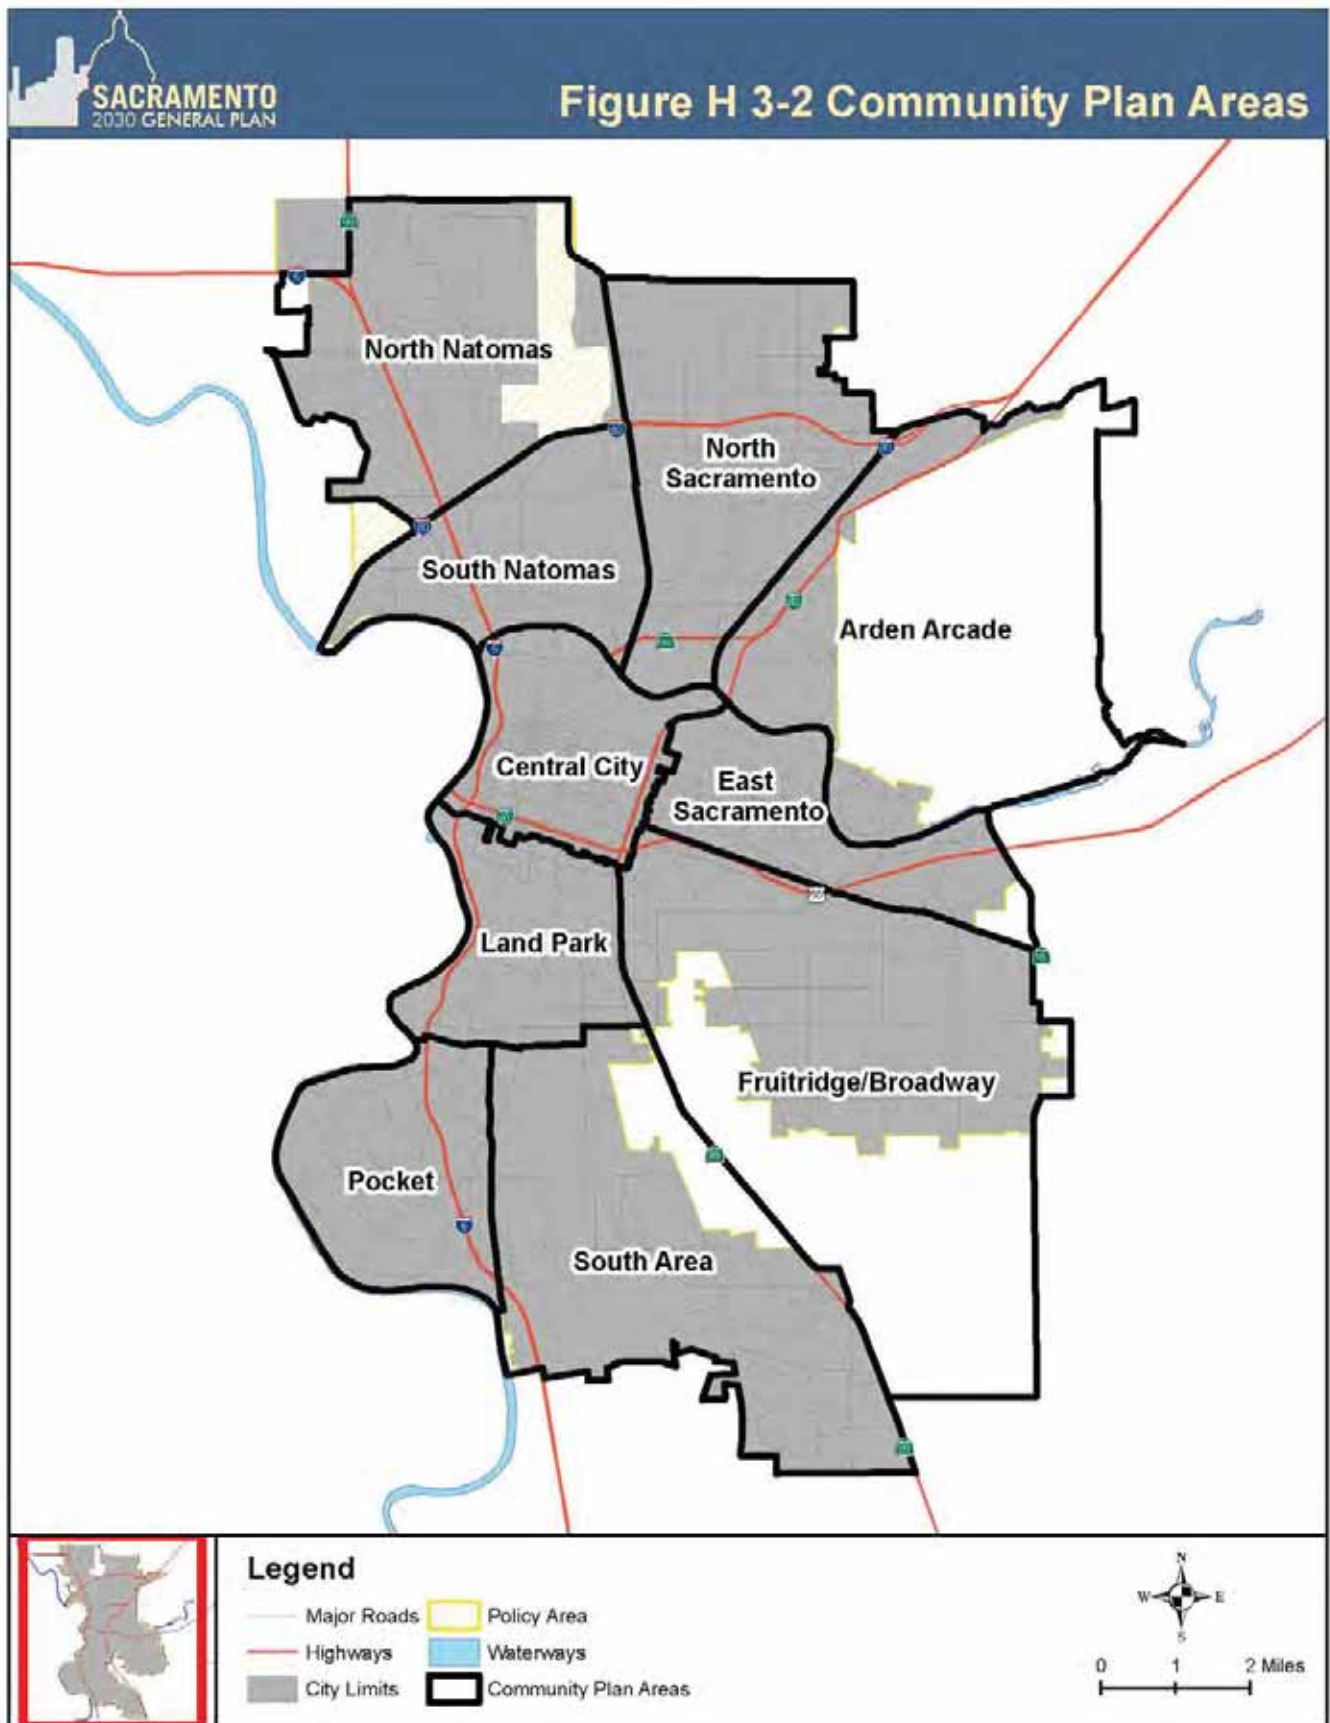 SACRAMENTO
2030 GENERAL PLAN
Figure H 3-2 Community Plan Areas
North Natomas
North
Sacramento
South Natomas
Arden Arcade
Central City
East
Sacramento
Land Park
Fruitridge/Broadway
Pocket
South Area
Legend
Major Roads
Highways
City Limits
Policy Area
Waterways
Community Plan Areas
N
W
E
S
0
1
2 Miles